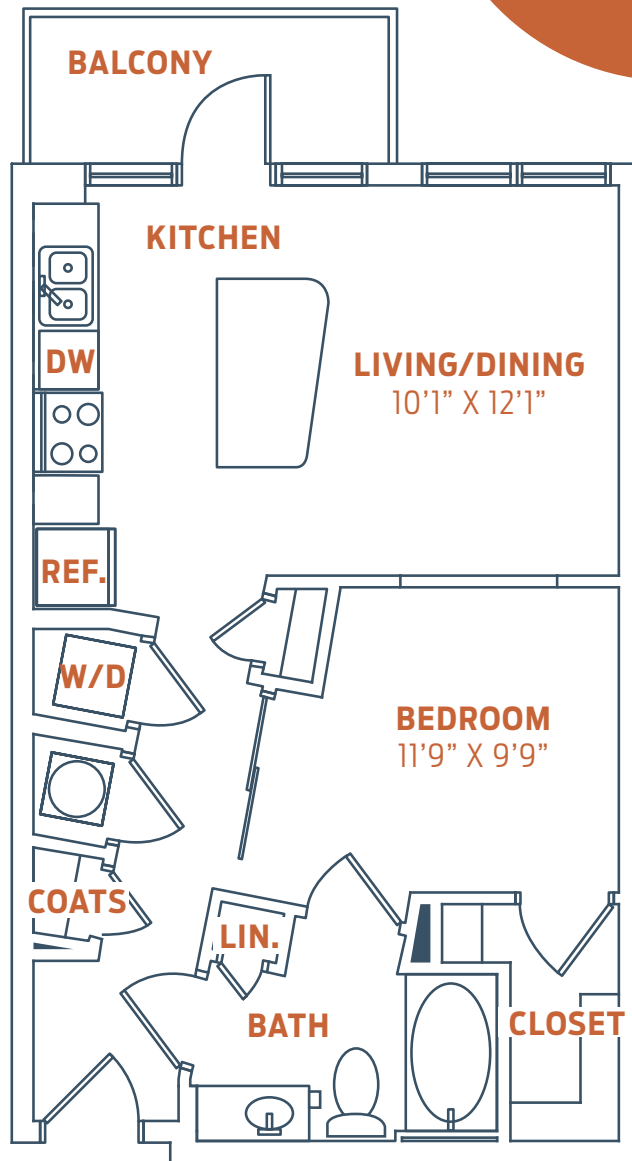 BALCONY
KITCHEN
DW
LIVING/DINING
10’1” X 12’1”
REF.
W/D
BEDROOM
11’9” X 9’9”
COATS
LIN.
BATH
CLOSET